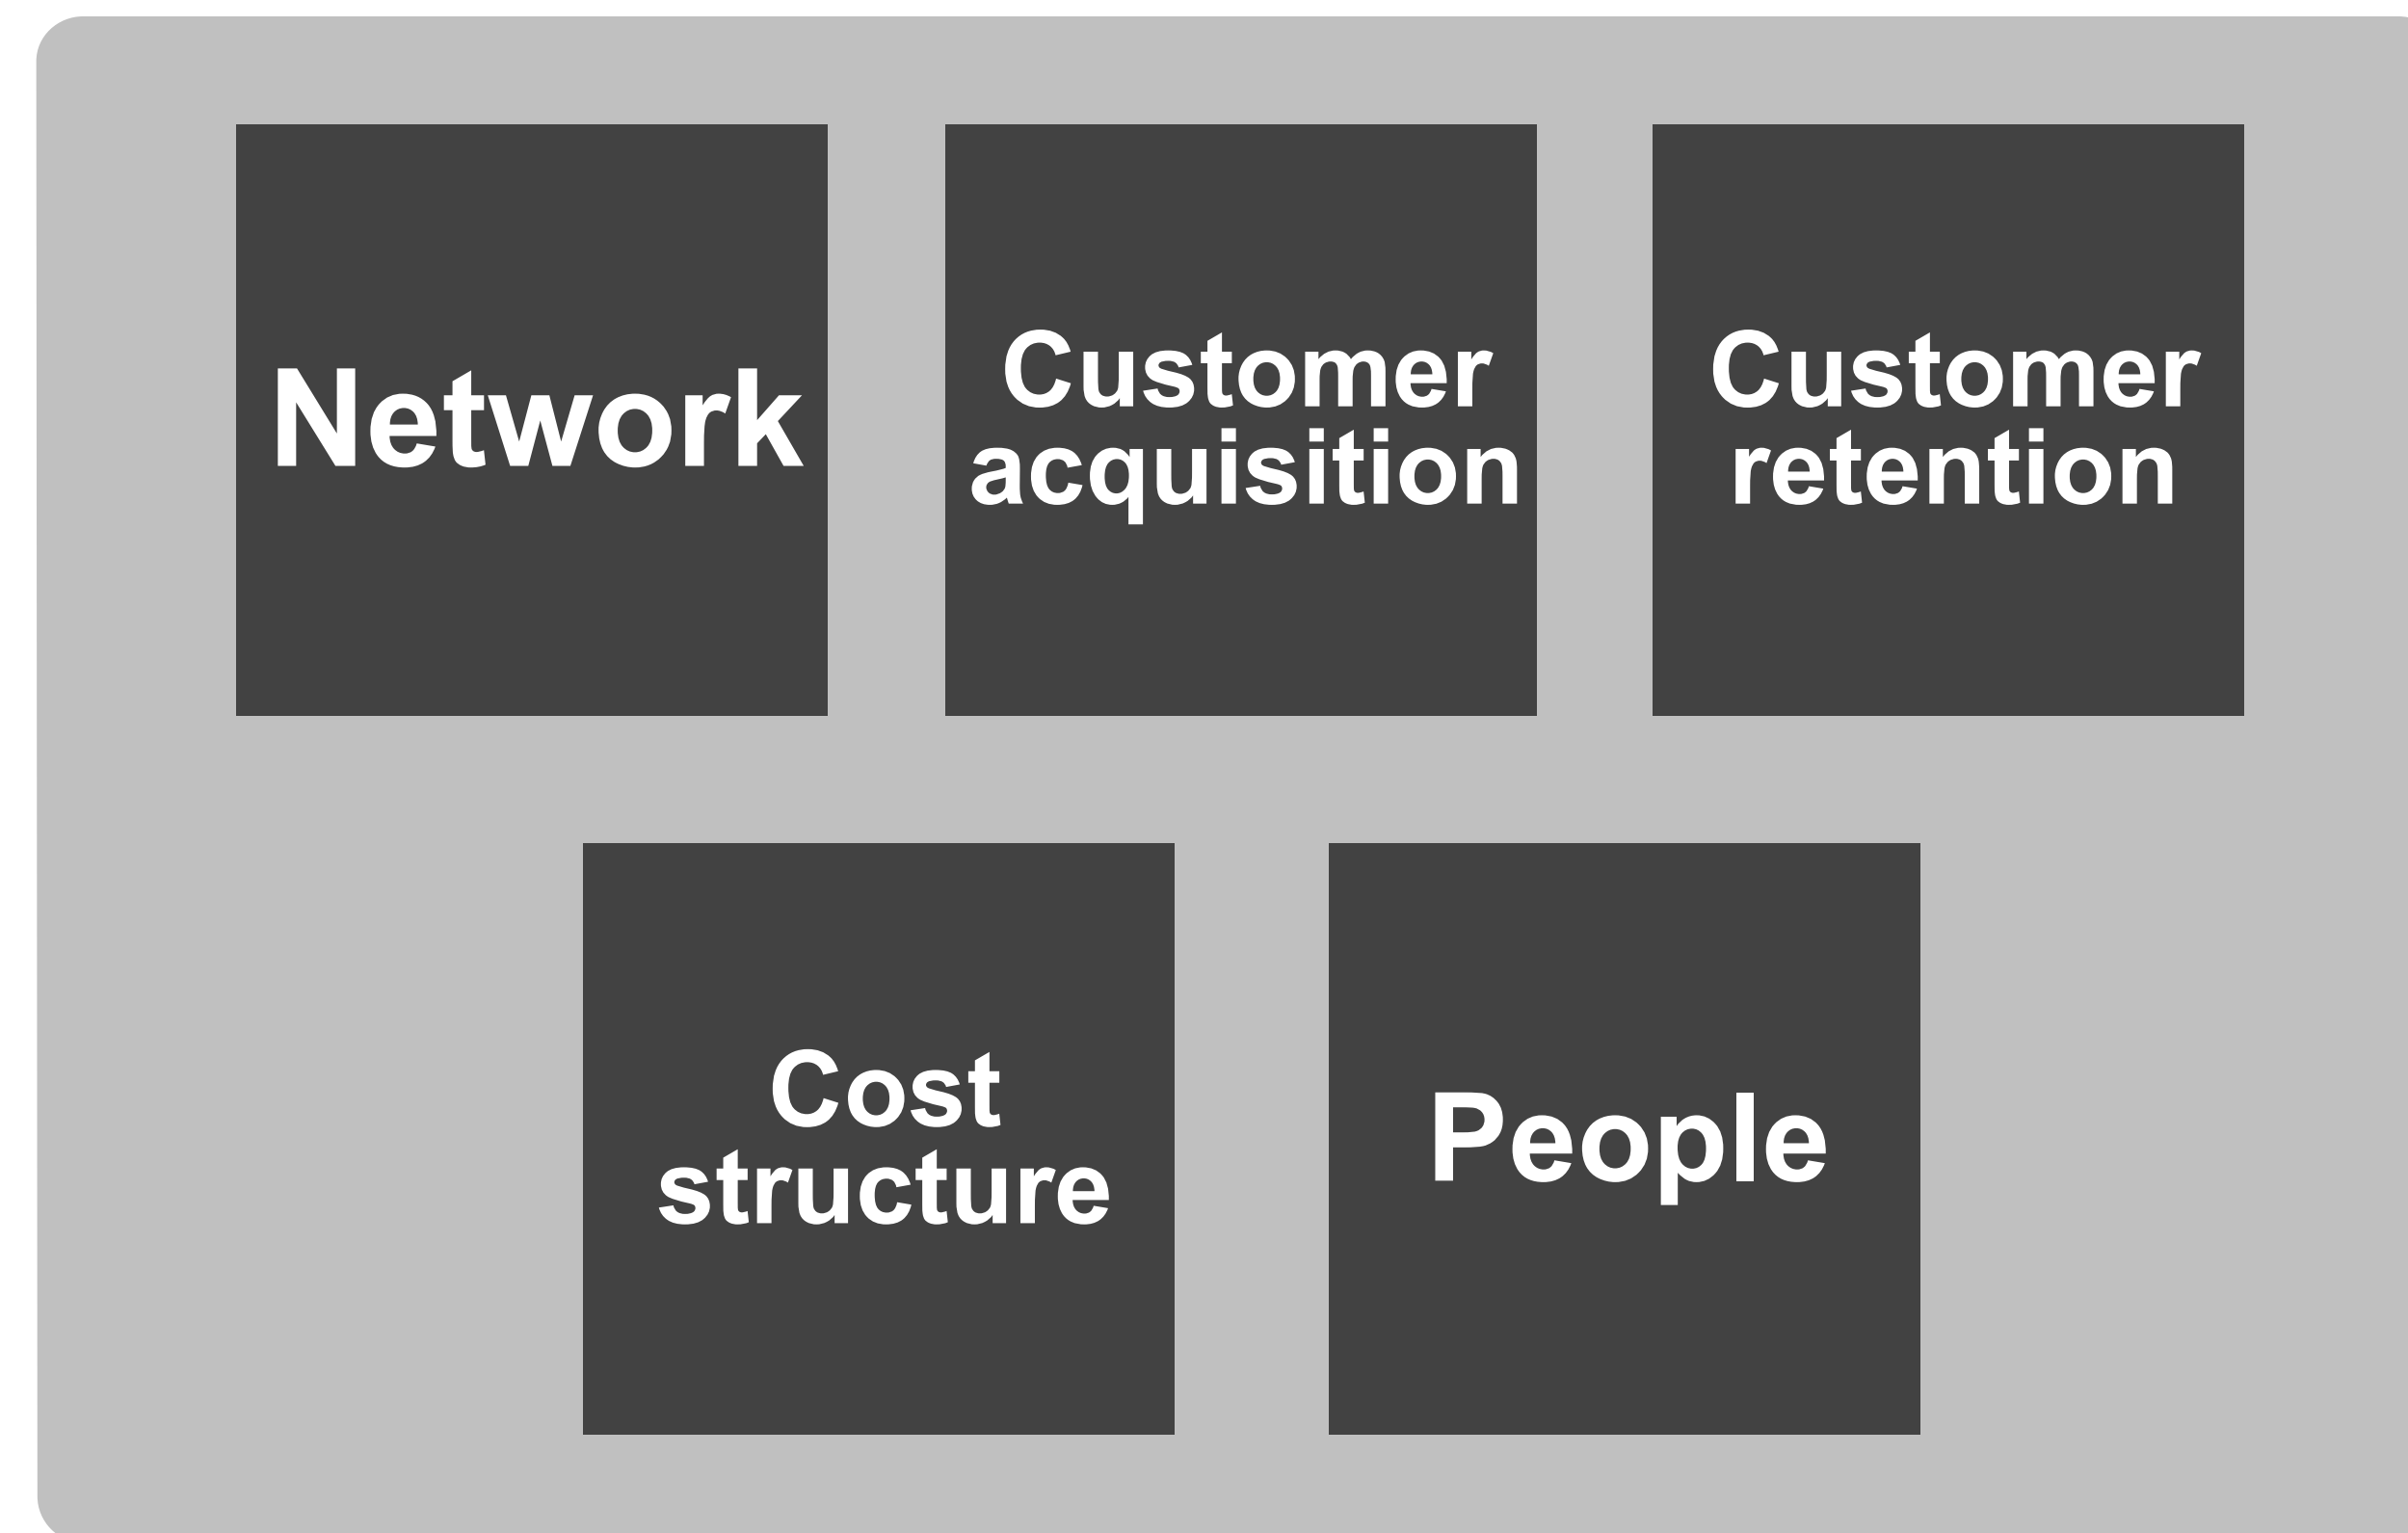 Network
Customer
acquisition
Customer
retention
Cost
structure
People